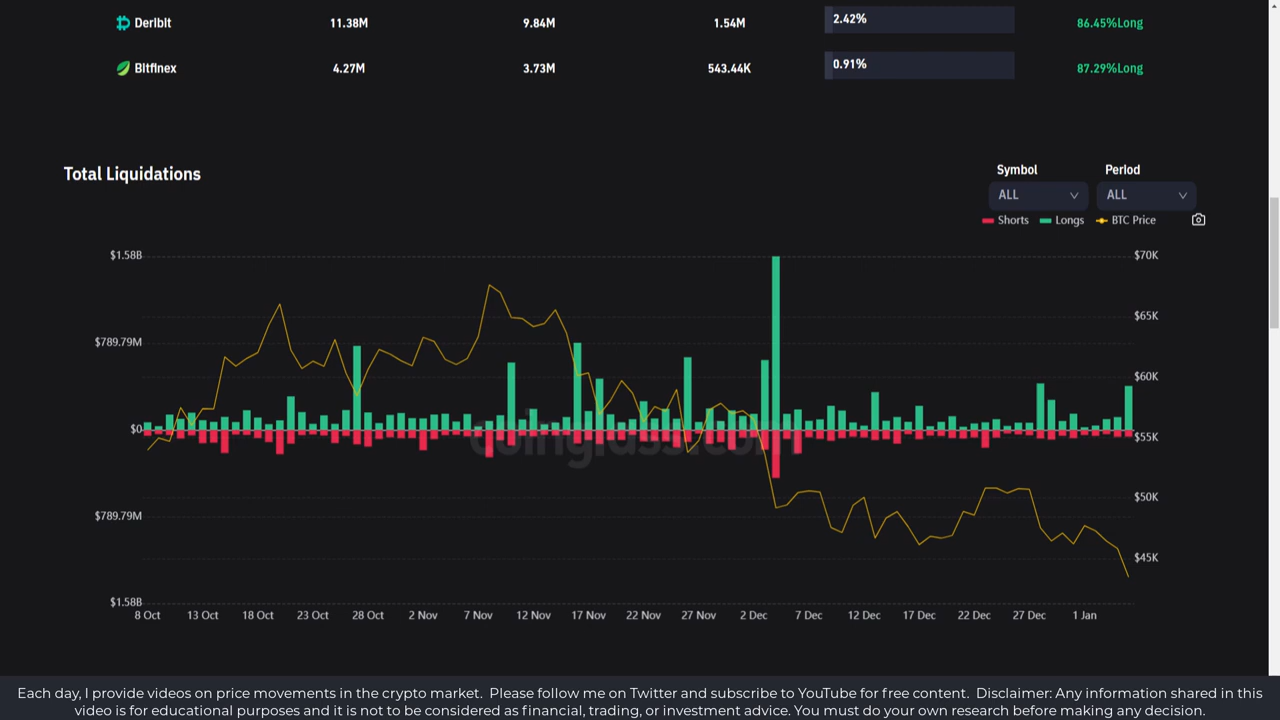 Deribit 11.38M 9.84M 1.54M 2.42% 86.45%Long
Bitfinex 4.27M 3.73M 543.44K 0.91% 87.29%Long
Total Liquidations
Symbol Period
ALL ALL
Shorts Longs BTC Price
$1.58B $70K
$65K
$789.79M
$60K
$0 $55K
coinglass.com
$50K
$789.79M
$45K
$1.58B
8 Oct 13 Oct 18 Oct 23 Oct 28 Oct 2 Nov 7 Nov 12 Nov 17 Nov 22 Nov 27 Nov 2 Dec 7 Dec 12 Dec 17 Dec 22 Dec 27 Dec 1 Jan
Each day, I provide videos on price movements in the crypto market. Please follow me on Twitter and subscribe to YouTube for free content. Disclaimer: Any information shared in this
video is for educational purposes and it is not to be considered as financial, trading, or investment advice. You must do your own research before making any decision.